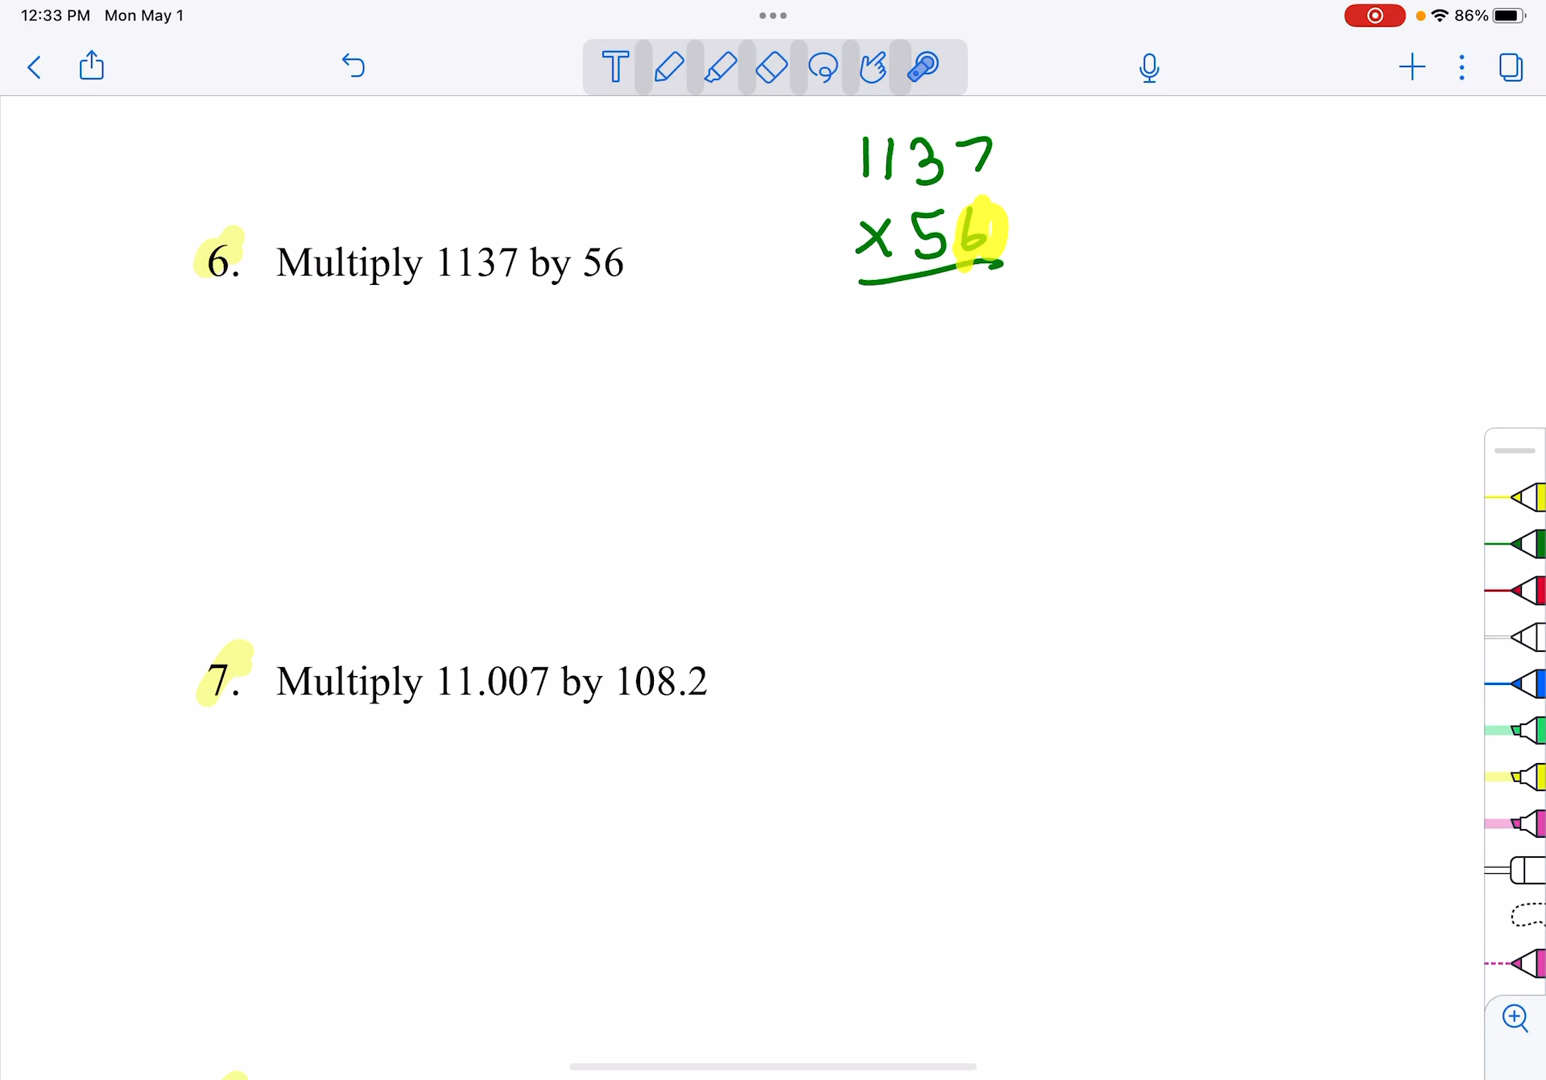 12:33 PM Mon May 1
86%
T
1137
x 56
6. Multiply 1137 by 56
7. Multiply 11.007 by 108.2